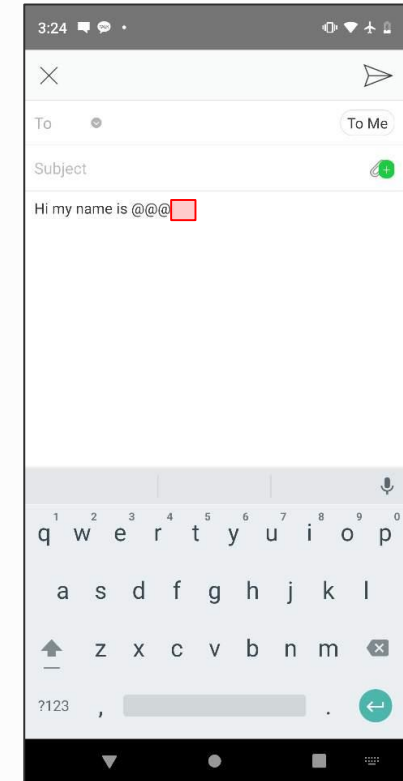 3:24
To
To Me
Subject
Hi my name is @@@
1 2 3 4 5 6 7 8 9 0
q w e r t y u i o p
a s d f g h j k l
z x c v b n m
?123 , .